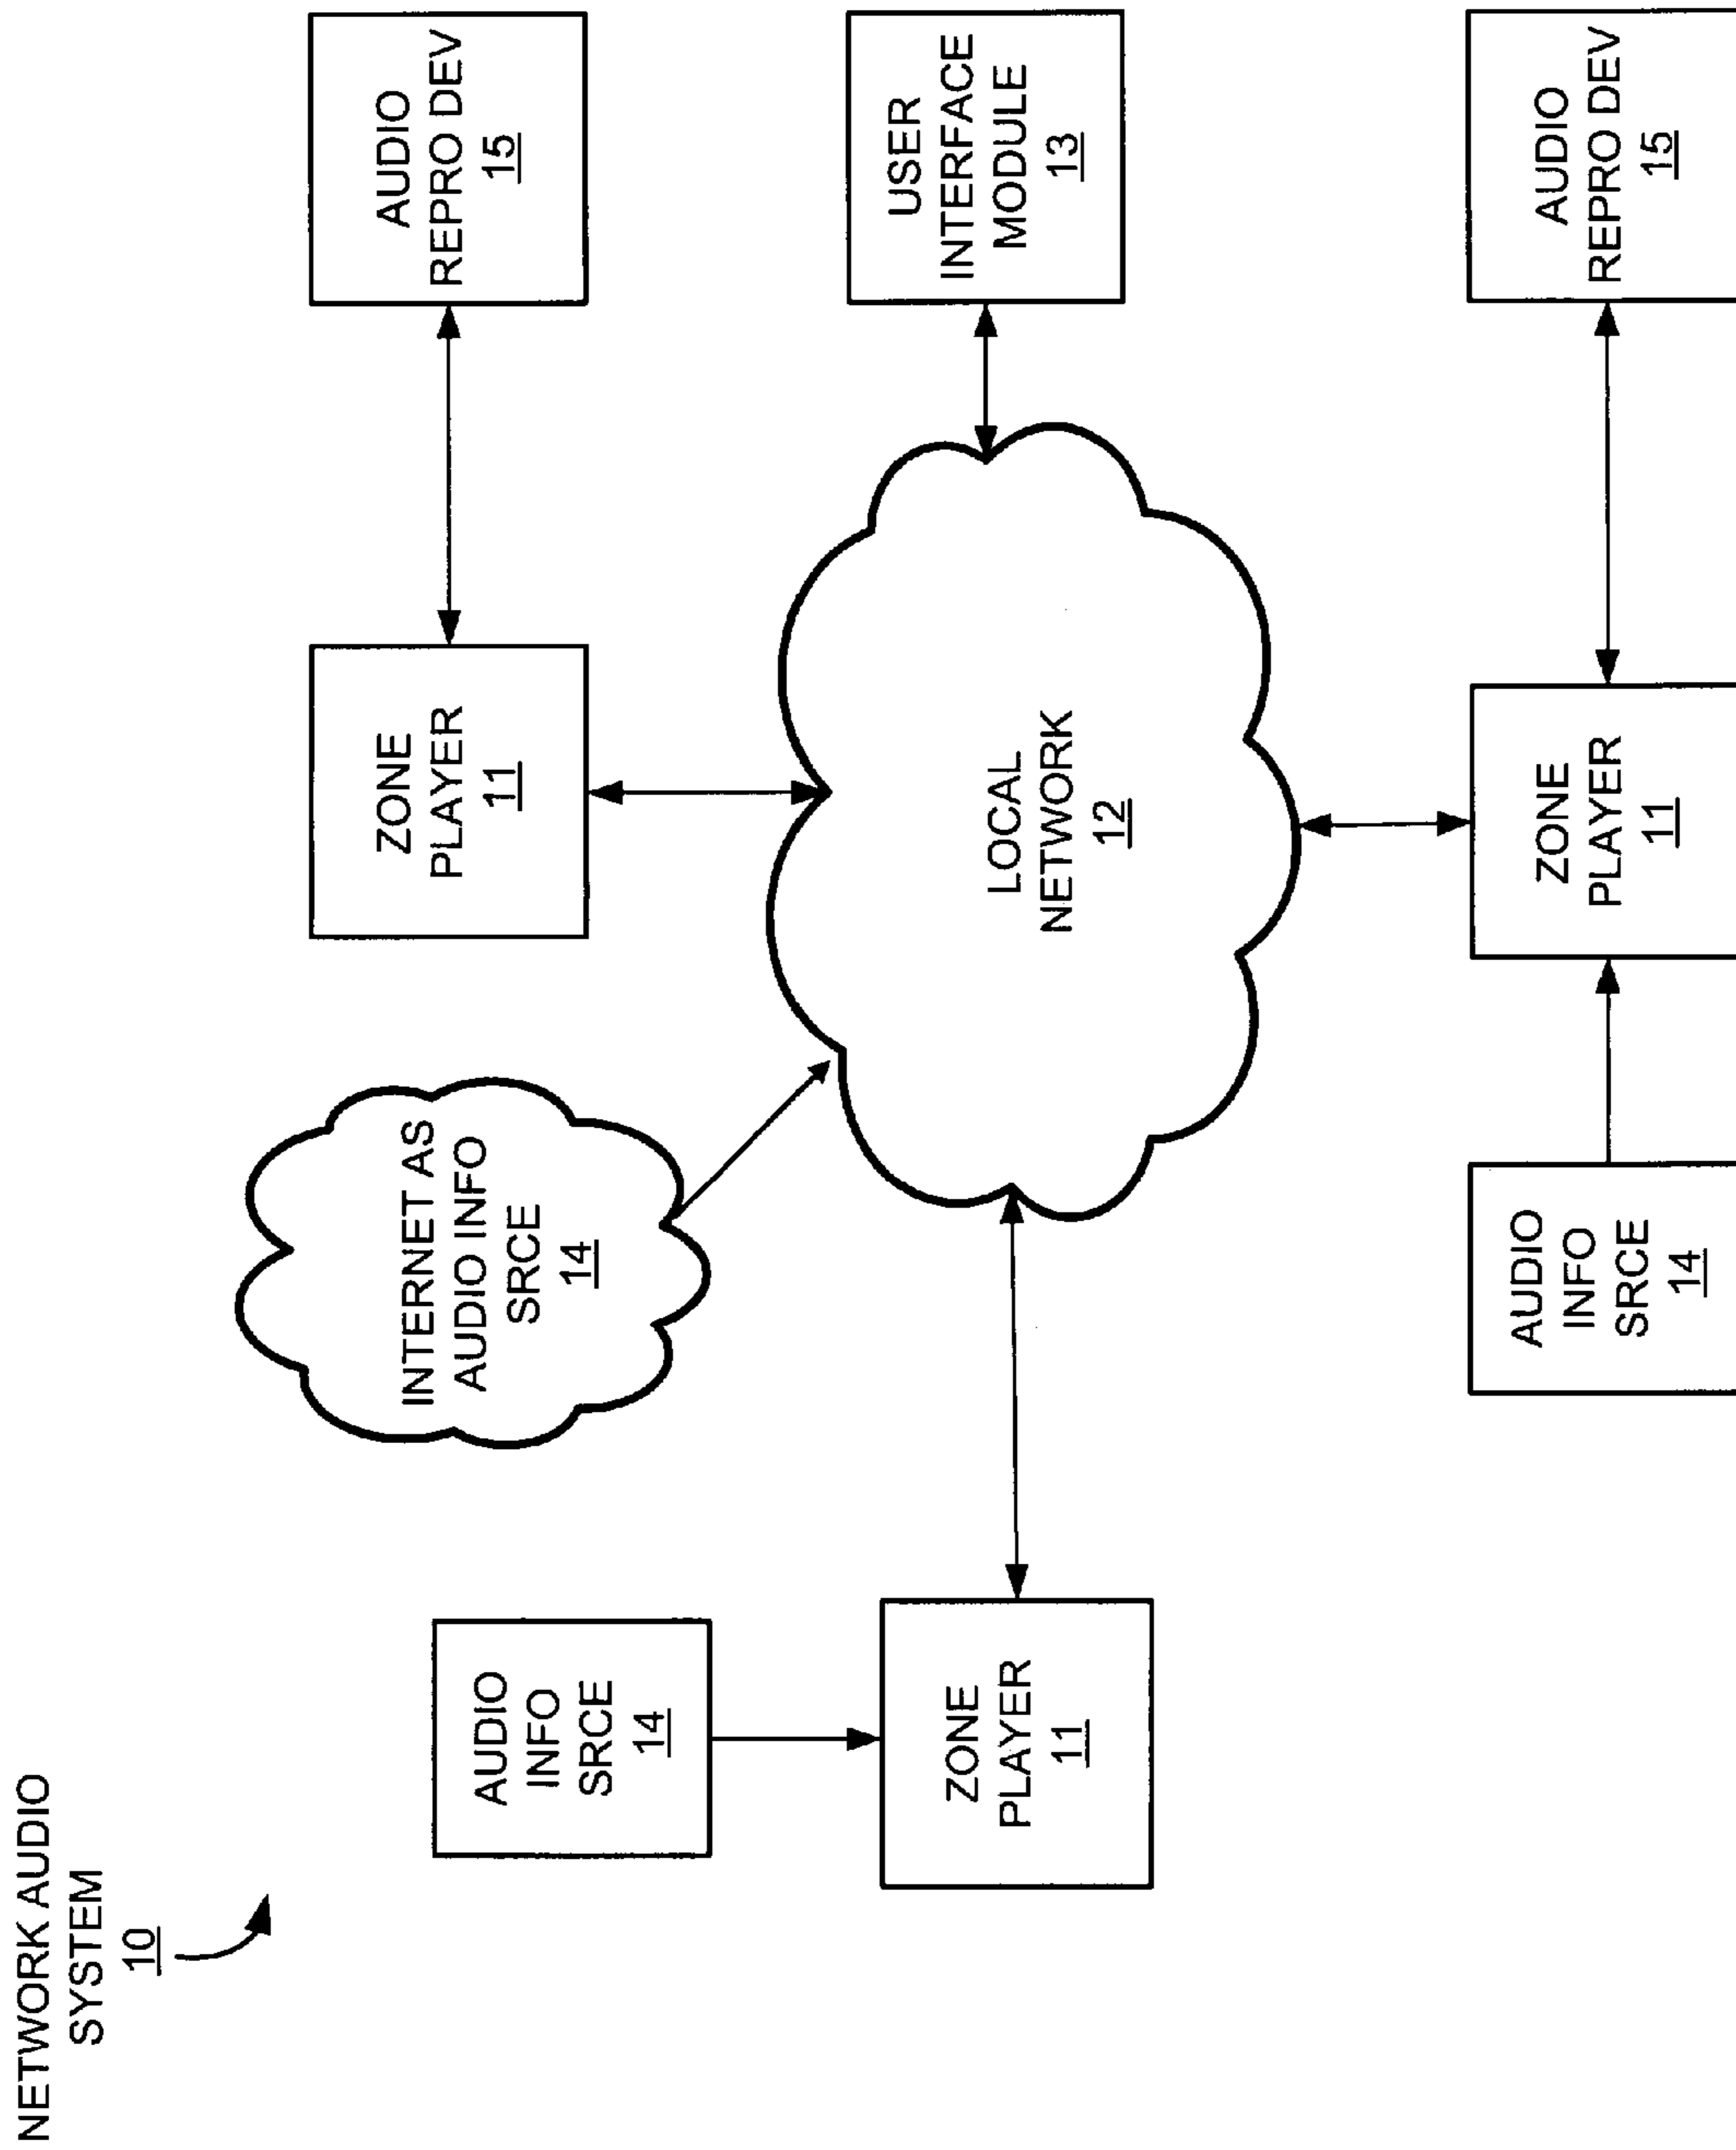 NETWORK AUDIO
SYSTEM
10
AUDIO
INFO
SRCE
14
ZONE
PLAYER
11
INTERNET AS
AUDIO INFO
SRCE
14
ZONE
PLAYER
11
AUDIO
REPRO DEV
15
LOCAL
NETWORK
12
USER
INTERFACE
MODULE
13
AUDIO
INFO
SRCE
14
ZONE
PLAYER
11
AUDIO
REPRO DEV
15